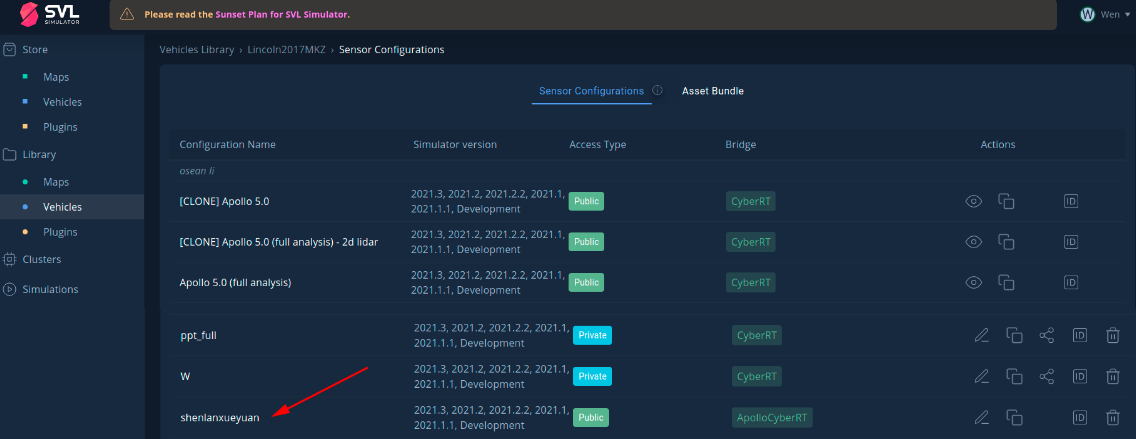 SVL
SIMULATOR
Please read the Sunset Plan for SVL Simulator.
W Wen
Store
Maps
Vehicles
Plugins
Library
Maps
Vehicles
Plugins
Clusters
Simulations
Vehicles Library › Lincoln2017MKZ › Sensor Configurations
Sensor Configurations Asset Bundle
Configuration Name Simulator version Access Type Bridge Actions
osean li
[CLONE] Apollo 5.0 2021.3, 2021.2, 2021.2.2, 2021.1, Public CyberRT ID
2021.1.1, Development
[CLONE] Apollo 5.0 (full analysis) - 2d lidar 2021.3, 2021.2, 2021.2.2, 2021.1, Public CyberRT ID
2021.1.1, Development
Apollo 5.0 (full analysis) 2021.3, 2021.2, 2021.2.2, 2021.1, Public CyberRT ID
2021.1.1, Development
ppt_full 2021.3, 2021.2, 2021.2.2, 2021.1, Private CyberRT ID
2021.1.1, Development
W 2021.3, 2021.2, 2021.2.2, 2021.1, Private CyberRT ID
2021.1.1, Development
shenlanxueyuan 2021.3, 2021.2, 2021.2.2, 2021.1, Public ApolloCyberRT ID
2021.1.1, Development